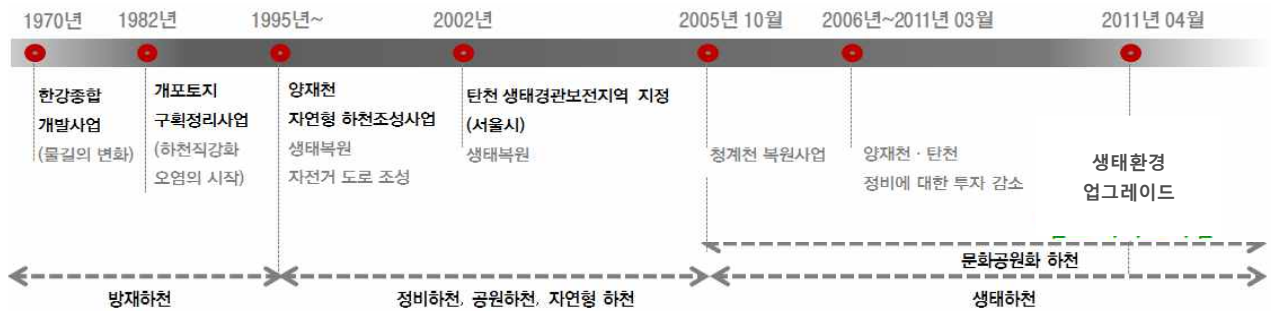 1970년
1982년
1995년~
2002년
2005년 10월
2006년~2011년 03월
2011년 04월
한강종합
개발사업
(물길의 변화)
개포토지
구획정리사업
(하천직강화
오염의 시작)
양재천
자연형 하천조성사업
생태복원
자전거 도로 조성
탄천 생태경관보전지역 지정
(서울시)
생태복원
청계천 복원사업
양재천 · 탄천
정비에 대한 투자 감소
생태환경
업그레이드
문화공원화 하천
방재하천
정비하천, 공원하천, 자연형 하천
생태하천